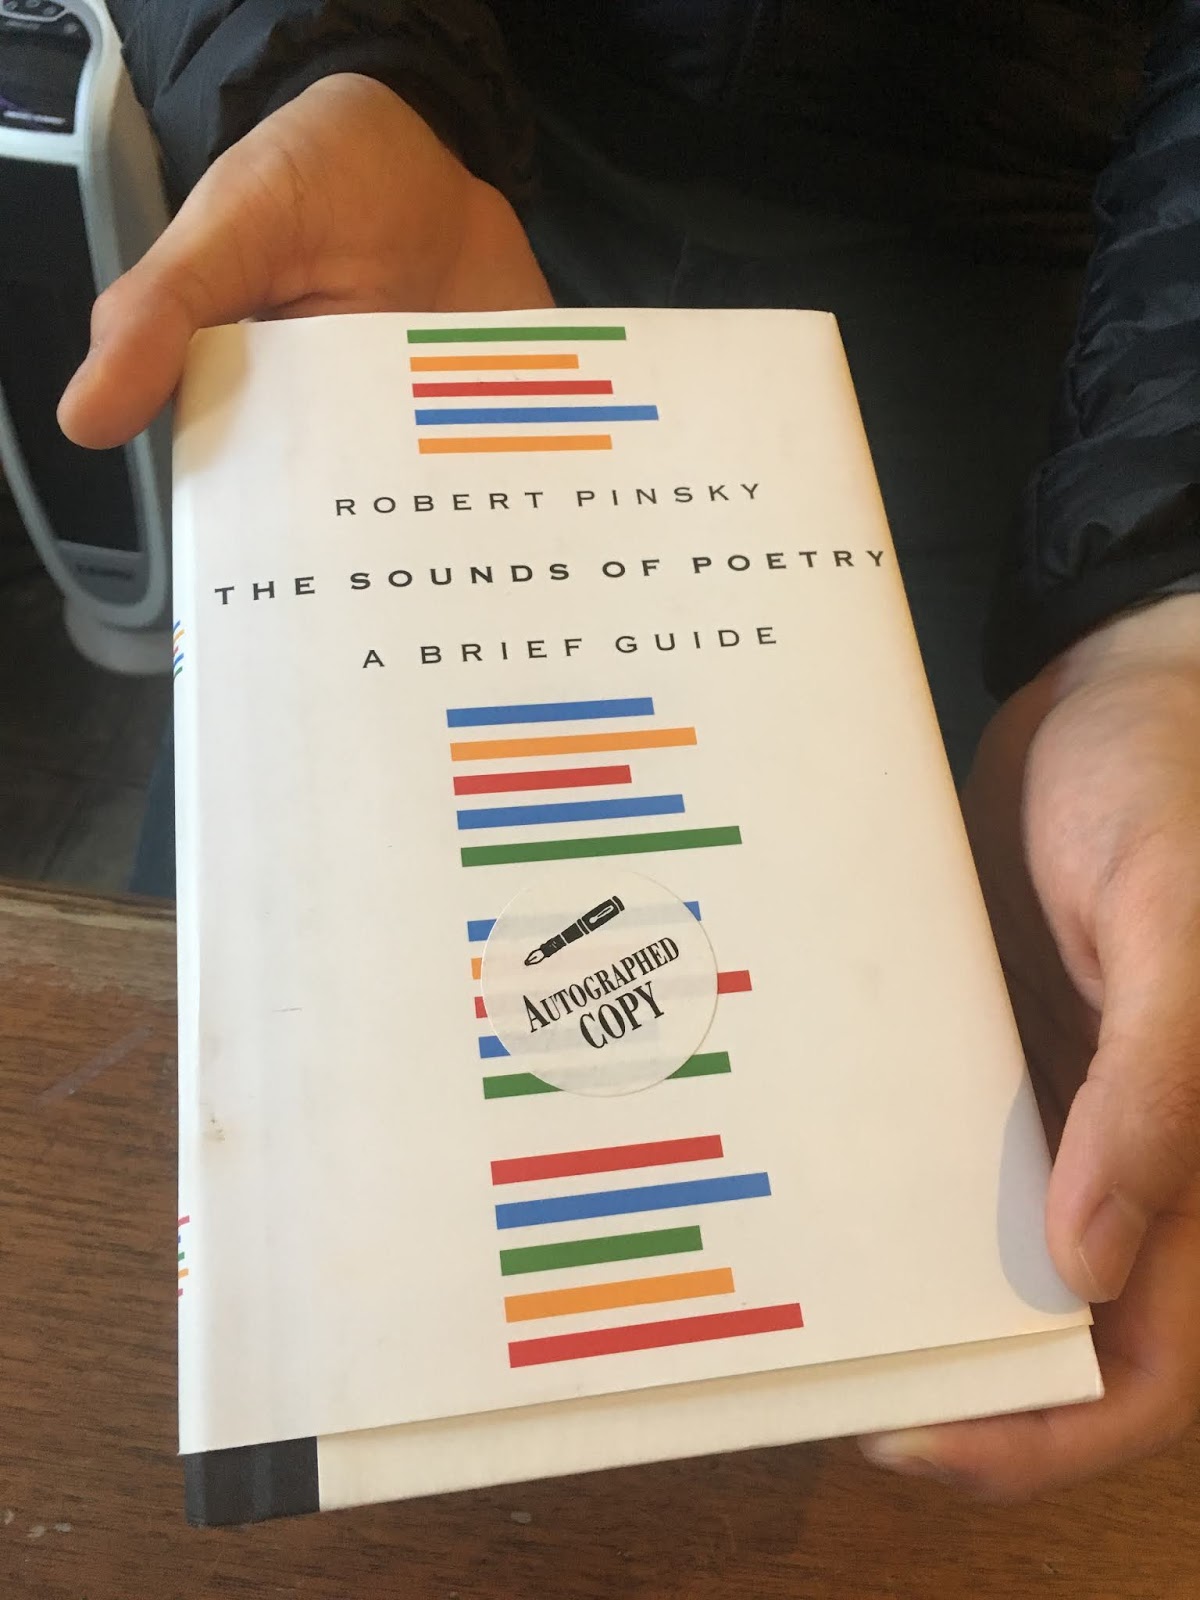 ROBERT PINSKY
THE SOUNDS OF POETRY
A BRIEF GUIDE
AUTOGRAPHED
COPY